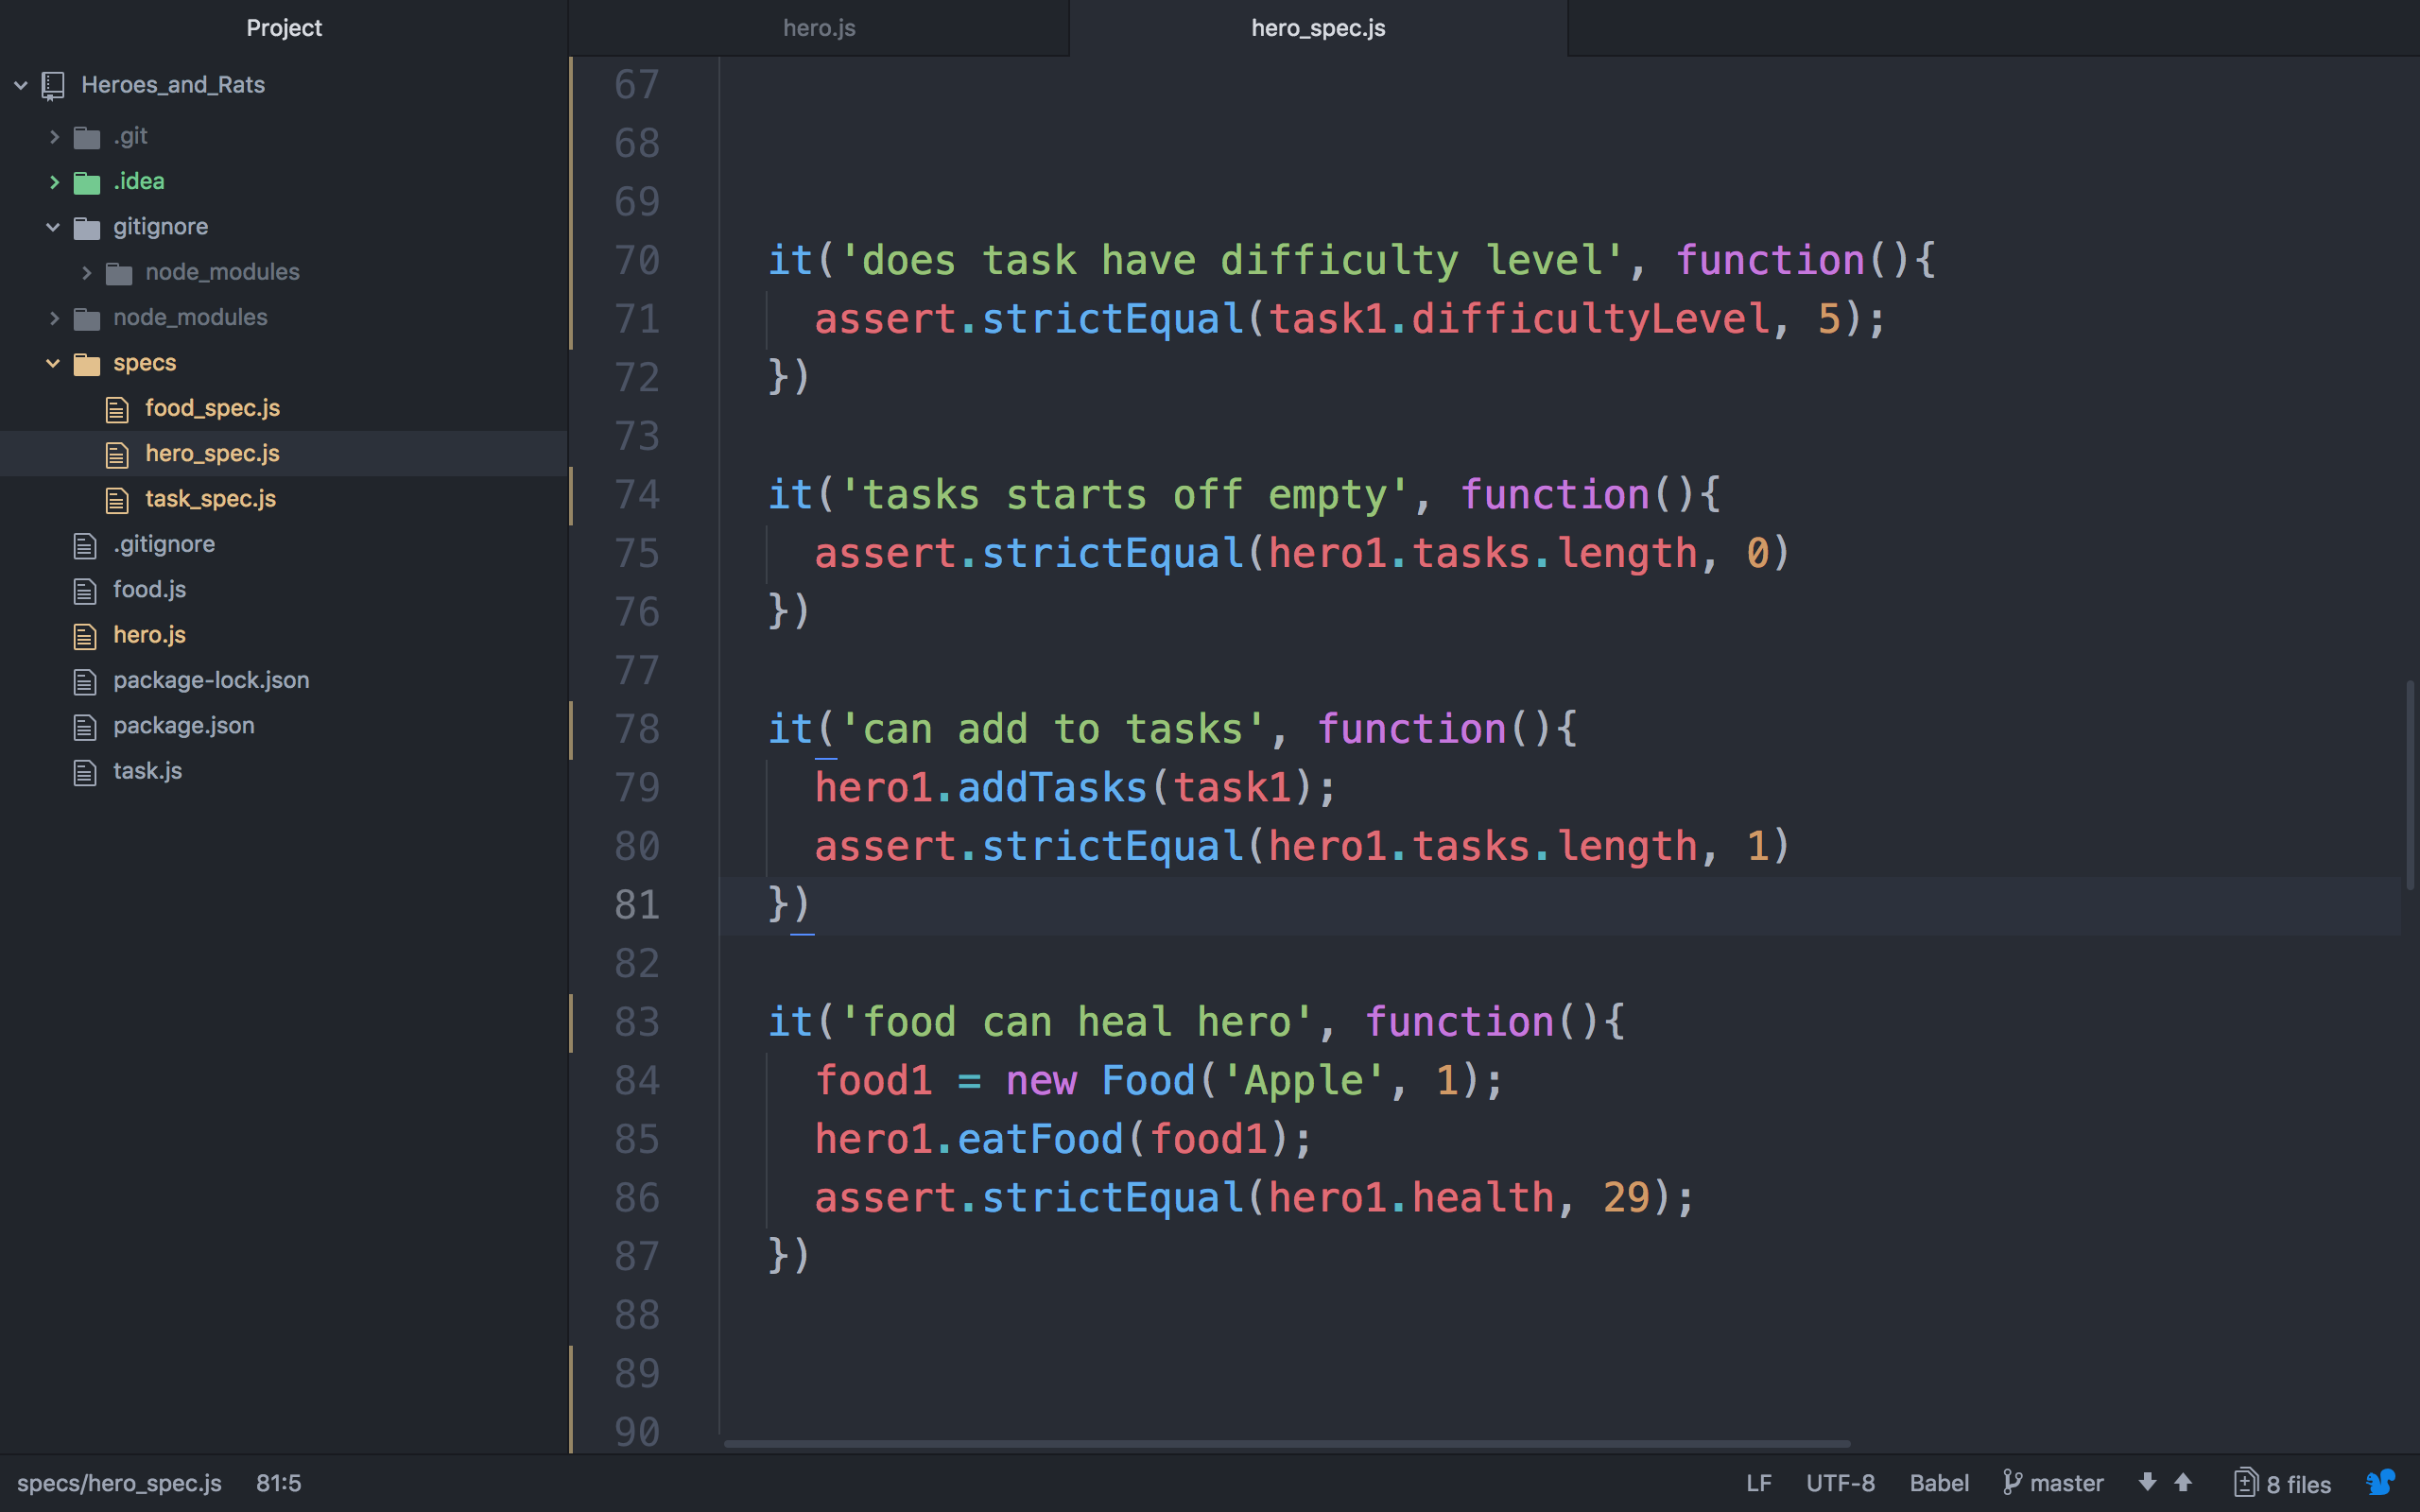 Project
Heroes_and_Rats
.git
.idea
gitignore
node_modules
node_modules
specs
food_spec.js
hero_spec.js
task_spec.js
.gitignore
food.js
hero.js
package-lock.json
package.json
task.js
hero.js
hero_spec.js
67
68
69
70 it('does task have difficulty level', function(){
71 assert.strictEqual(task1.difficultyLevel, 5);
72 })
73
74 it('tasks starts off empty', function(){
75 assert.strictEqual(hero1.tasks.length, 0)
76 })
77
78 it('can add to tasks', function(){
79 hero1.addTasks(task1);
80 assert.strictEqual(hero1.tasks.length, 1)
81 })
82
83 it('food can heal hero', function(){
84 food1 = new Food('Apple', 1);
85 hero1.eatFood(food1);
86 assert.strictEqual(hero1.health, 29);
87 })
88
89
90
specs/hero_spec.js 81:5 LF UTF-8 Babel master 8 files